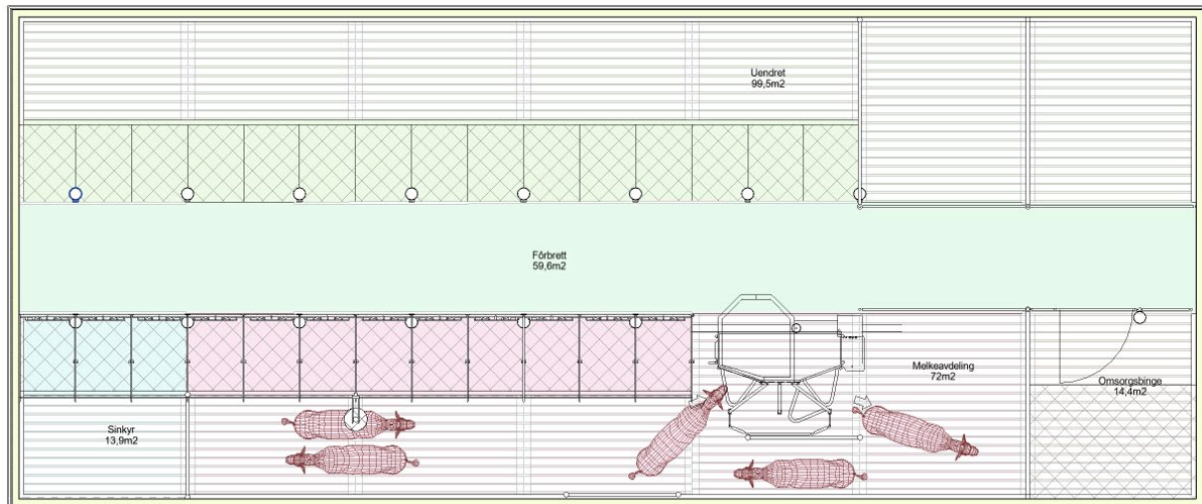 Uendret
99,5m2
Fôrbrett
59,6m2
Melkeavdeling
72m2
Omsorgsbinge
14,4m2
Sinkyr
13,9m2